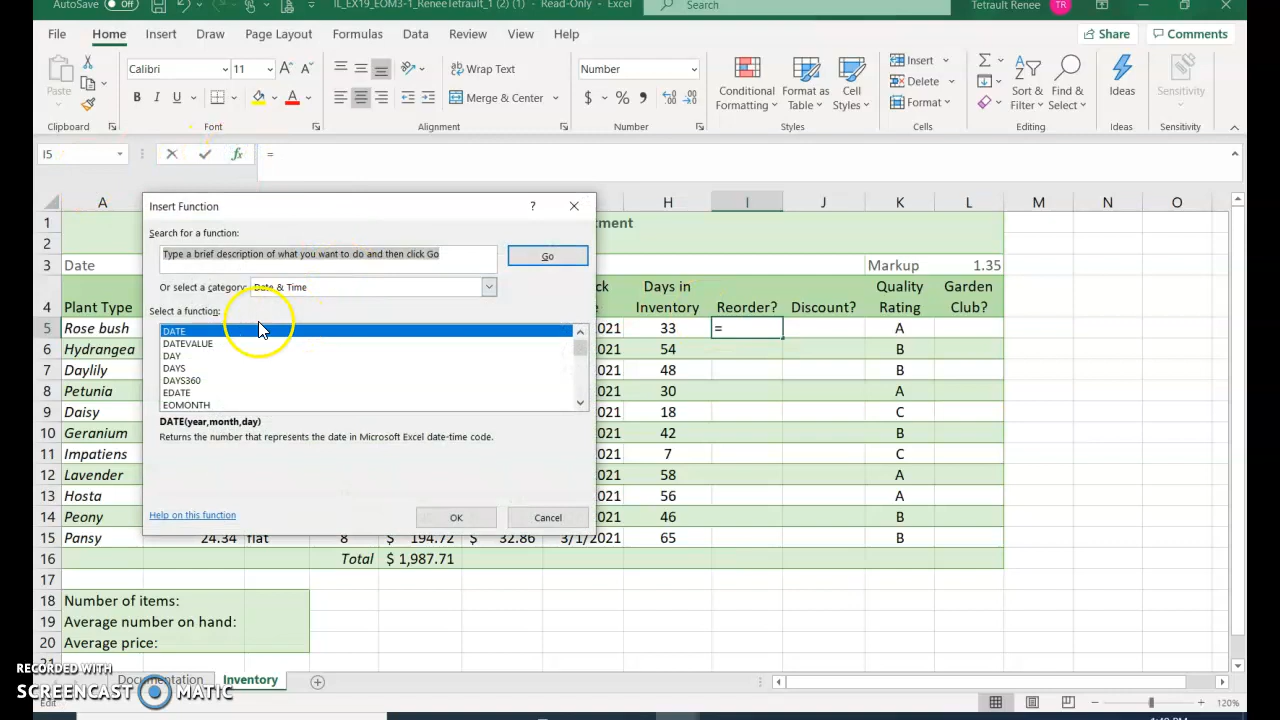 AutoSave Off IL_EX19_EOM3-1_ReneeTetrault_1 (2) (1) - Read-Only - Excel Search Tetrault Renee TR
File Home Insert Draw Page Layout Formulas Data Review View Help Share Comments
Paste Calibri 11 A A Wrap Text Number Conditional Formatting Format as Table Cell Styles Insert Sort & Filter Find & Select Ideas Sensitivity
B I U A Merge & Center $ % Delete
Format
Clipboard Font Alignment Number Styles Cells Editing Ideas Sensitivity
I5 fx =
A H I J K L M N O
Insert Function ? 
Search for a function:
Type a brief description of what you want to do and then click Go
Go
Or select a category: Date & Time
Select a function:
DATE
DATEVALUE
DAY
DAYS
DAYS360
EDATE
EOMONTH
DATE(year,month,day)
Returns the number that represents the date in Microsoft Excel date-time code.
Help on this function OK Cancel
1 tment
2
3 Date Markup 1.35
4 Plant Type ck Days in Inventory Reorder? Discount? Quality Rating Garden Club?
5 Rose bush 021 33 = A
6 Hydrangea 021 54 B
7 Daylily 021 48 B
8 Petunia 021 30 A
9 Daisy 021 18 C
10 Geranium 021 42 B
11 Impatiens 021 7 C
12 Lavender 021 58 A
13 Hosta 021 56 A
14 Peony 021 46 B
15 Pansy 24.34 flat 8 $ 194.72 $ 32.86 3/1/2021 65 B
16 Total $ 1,987.71
17
18 Number of items:
19 Average number on hand:
20 Average price:
21
Documentation Inventory
RECORDED WITH
SCREENCAST MATIC
Edit 120%